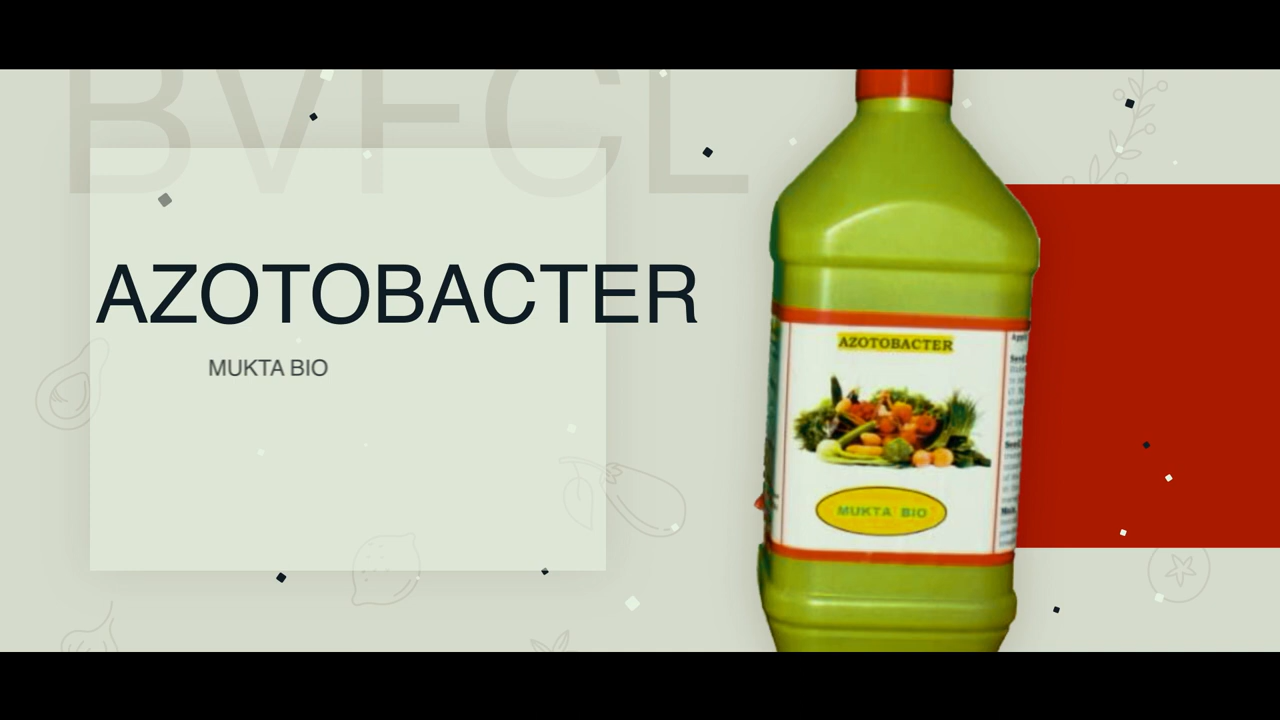 BVFCL
AZOTOBACTER
MUKTA BIO
AZOTOBACTER
MUKTA BIO